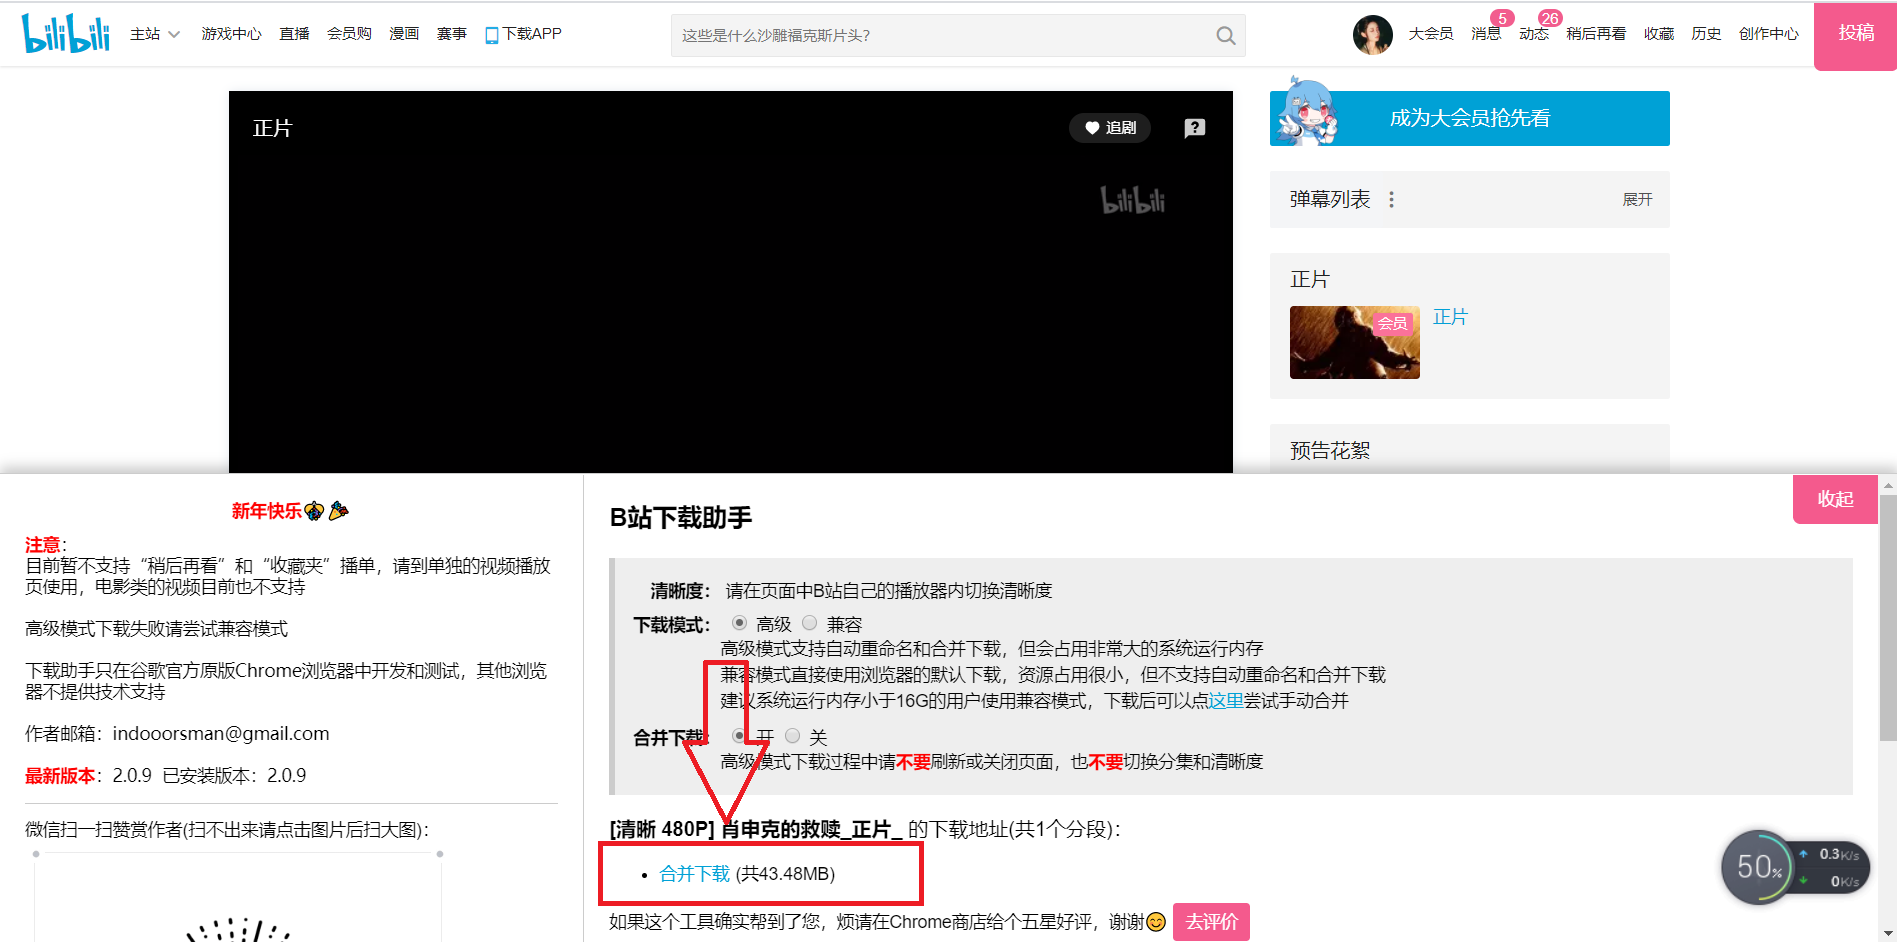 bilibili 主站 游戏中心 直播 会员购 漫画 赛事 下载APP 这些是什么沙雕福克斯片头? 大会员 消息 5 动态 26 稍后再看 收藏 历史 创作中心 投稿
正片 追剧 ?
bilibili
成为大会员抢先看
弹幕列表 展开
正片
会员 正片
预告花絮
新年快乐
注意：
目前暂不支持“稍后再看”和“收藏夹”播单，请到单独的视频播放
页使用，电影类的视频目前也不支持
高级模式下载失败请尝试兼容模式
下载助手只在谷歌官方原版Chrome浏览器中开发和测试，其他浏览
器不提供技术支持
作者邮箱：indooorsman@gmail.com
最新版本：2.0.9 已安装版本：2.0.9
微信扫一扫赞赏作者(扫不出来请点击图片后扫大图)：
收起
B站下载助手
清晰度： 请在页面中B站自己的播放器内切换清晰度
下载模式： 高级 兼容
高级模式支持自动重命名和合并下载，但会占用非常大的系统运行内存
兼容模式直接使用浏览器的默认下载，资源占用很小，但不支持自动重命名和合并下载
建议系统运行内存小于16G的用户使用兼容模式，下载后可以点这里尝试手动合并
合并下载： 开 关
高级模式下载过程中请不要刷新或关闭页面，也不要切换分集和清晰度
[清晰 480P] 肖申克的救赎_正片_ 的下载地址(共1个分段)：
• 合并下载 (共43.48MB)
如果这个工具确实帮到了您，烦请在Chrome商店给个五星好评，谢谢 去评价
50% 0.3K/s
0K/s